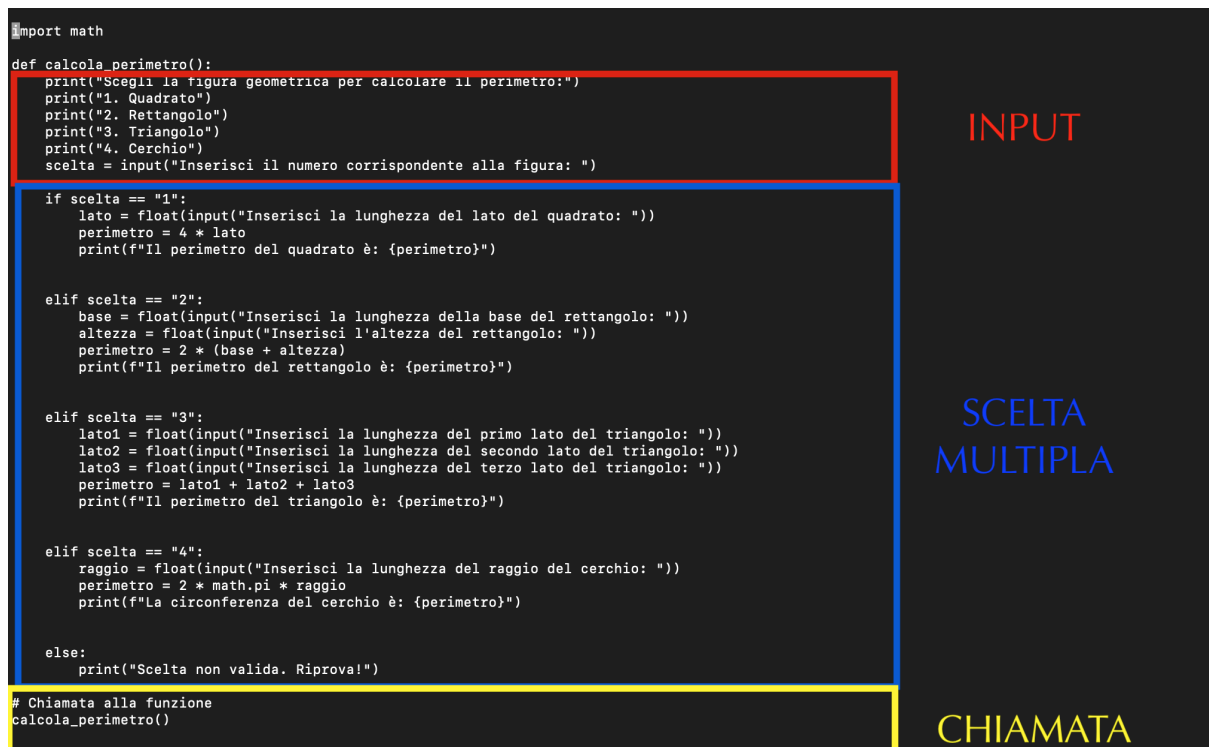 import math
def calcola_perimetro():
    print("Scegli la figura geometrica per calcolare il perimetro:")
    print("1. Quadrato")
    print("2. Rettangolo")
    print("3. Triangolo")
    print("4. Cerchio")
    scelta = input("Inserisci il numero corrispondente alla figura: ")
INPUT
    if scelta == "1":
        lato = float(input("Inserisci la lunghezza del lato del quadrato: "))
        perimetro = 4 * lato
        print(f"Il perimetro del quadrato è: {perimetro}")
    elif scelta == "2":
        base = float(input("Inserisci la lunghezza della base del rettangolo: "))
        altezza = float(input("Inserisci l'altezza del rettangolo: "))
        perimetro = 2 * (base + altezza)
        print(f"Il perimetro del rettangolo è: {perimetro}")
    elif scelta == "3":
        lato1 = float(input("Inserisci la lunghezza del primo lato del triangolo: "))
        lato2 = float(input("Inserisci la lunghezza del secondo lato del triangolo: "))
        lato3 = float(input("Inserisci la lunghezza del terzo lato del triangolo: "))
        perimetro = lato1 + lato2 + lato3
        print(f"Il perimetro del triangolo è: {perimetro}")
    elif scelta == "4":
        raggio = float(input("Inserisci la lunghezza del raggio del cerchio: "))
        perimetro = 2 * math.pi * raggio
        print(f"La circonferenza del cerchio è: {perimetro}")
    else:
        print("Scelta non valida. Riprova!")
SCELTA
MULTIPLA
# Chiamata alla funzione
calcola_perimetro()
CHIAMATA